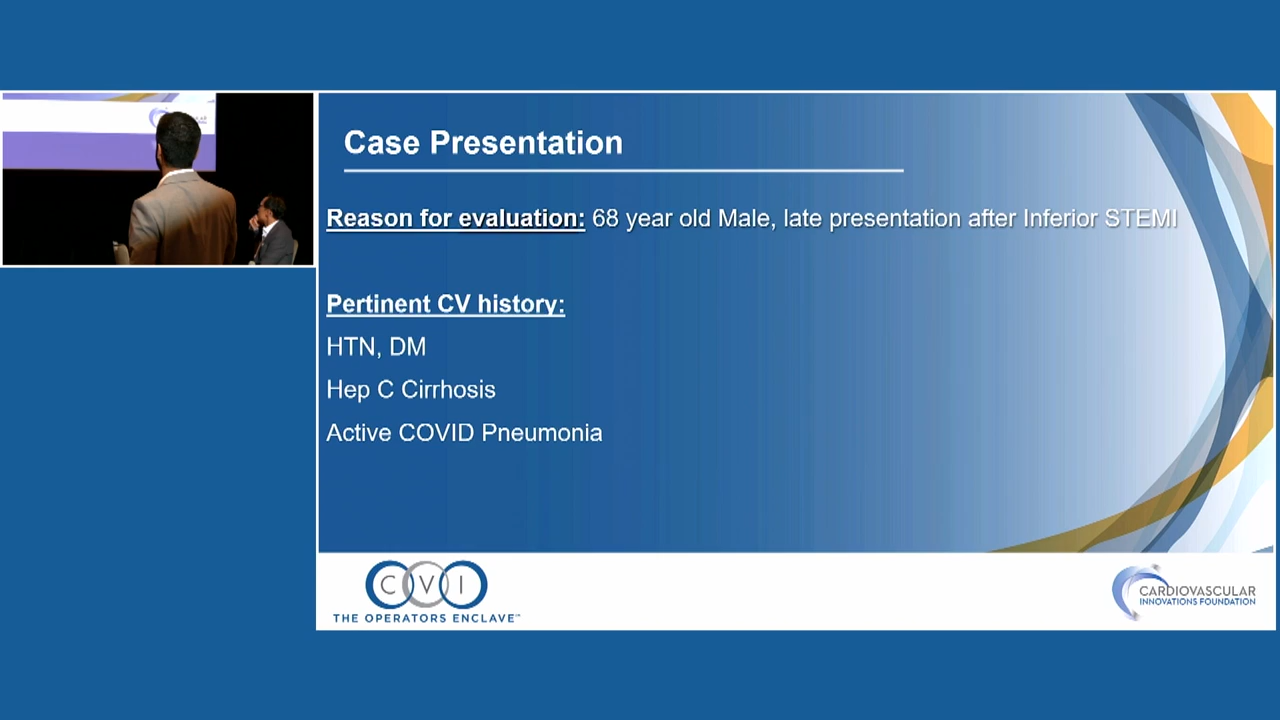 Case Presentation
Reason for evaluation: 68 year old Male, late presentation after Inferior STEMI
Pertinent CV history:
HTN, DM
Hep C Cirrhosis
Active COVID Pneumonia
CVI
THE OPERATORS ENCLAVE™
CARDIOVASCULAR
INNOVATIONS FOUNDATION